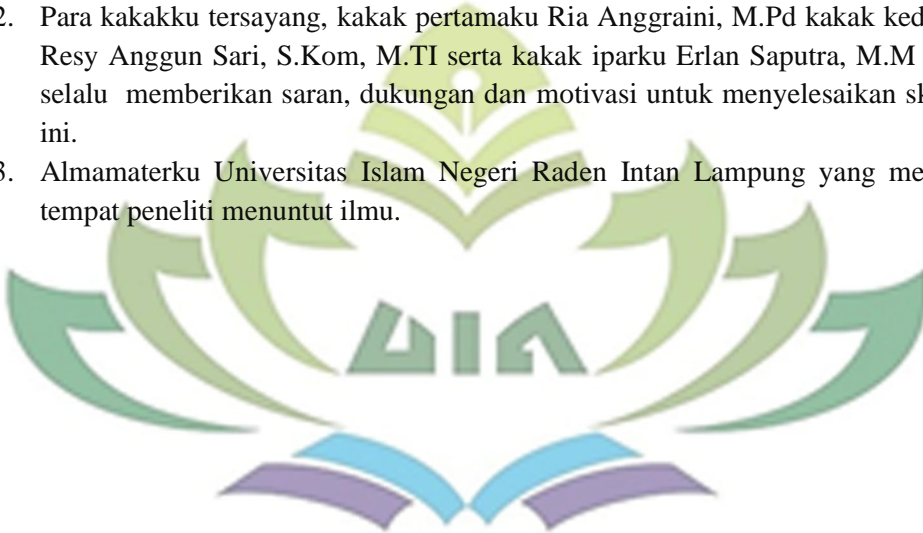 2. Para kakakku tersayang, kakak pertamaku Ria Anggraini, M.Pd kakak ked
Resy Anggun Sari, S.Kom, M.TI serta kakak iparku Erlan Saputra, M.M
selalu memberikan saran, dukungan dan motivasi untuk menyelesaikan sk
ini.
3. Almamaterku Universitas Islam Negeri Raden Intan Lampung yang me
tempat peneliti menuntut ilmu.
UIN